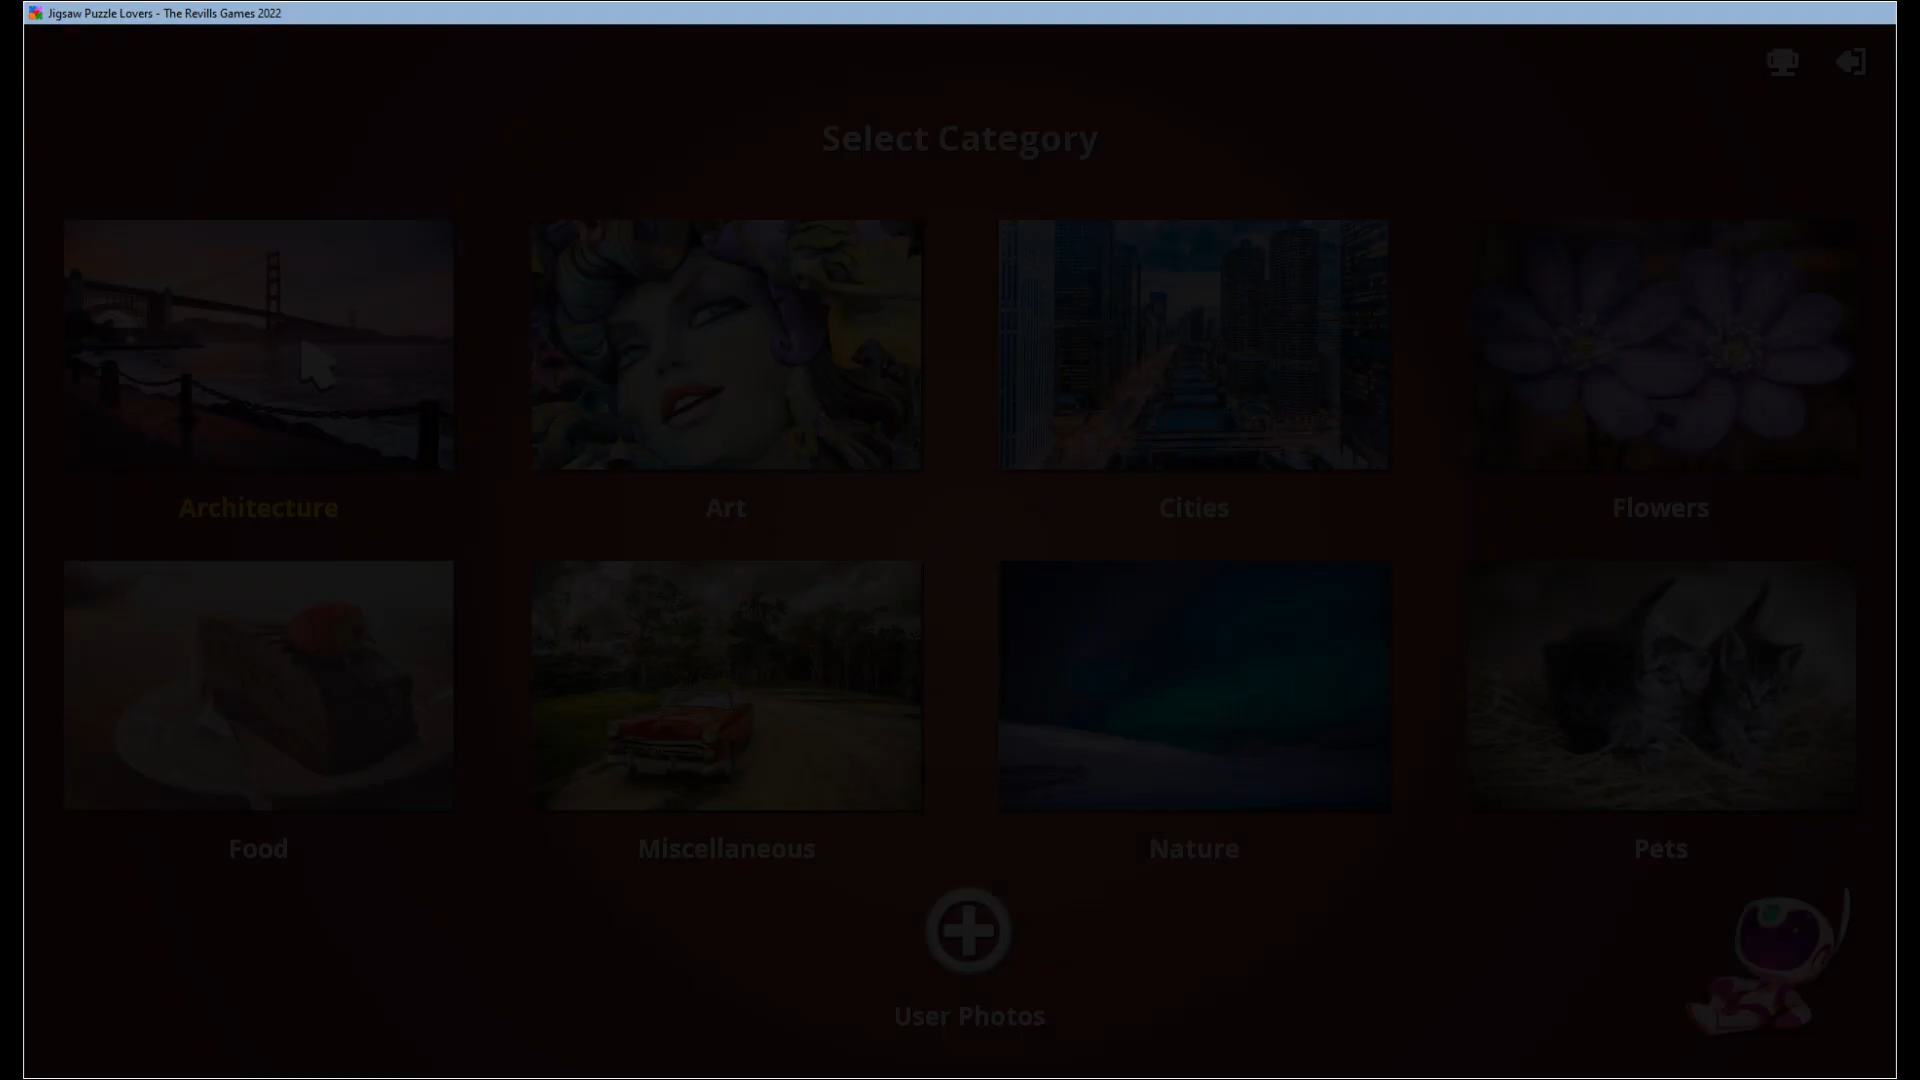 Jigsaw Puzzle Lovers - The Revills Games 2022
Select Category
Architecture
Art
Cities
Flowers
Food
Miscellaneous
Nature
Pets
User Photos